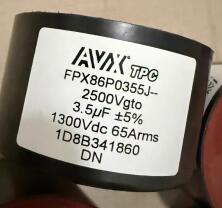 AVX TPC
FPX86P0355J--
2500Vgto
3.5µF ±5%
1300Vdc 65Arms
1D8B341860
DN